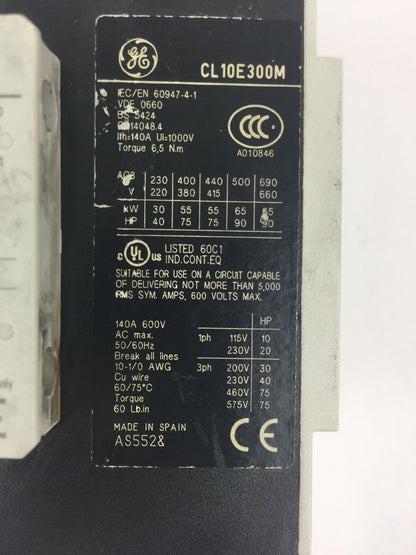 GE
CL10E300M
IEC/EN 60947-4-1
VDE 0660
BS 5424
14048.4
Ith:140A Ui:1000V
Torque 6,5 N.m
CCC
A010846
230 400 440 500 690
V 220 380 415 660
kW 30 55 55 65 65
HP 40 75 75 90 90
c UL us LISTED 60C1
IND.CONT.EQ
SUITABLE FOR USE ON A CIRCUIT CAPABLE
OF DELIVERING NOT MORE THAN 5,000
RMS SYM. AMPS, 600 VOLTS MAX.
140A 600V
AC max.
50/60Hz
Break all lines
10-1/0 AWG
Cu wire
60/75°C
Torque
60 Lb.in
HP
1ph 115V 10
230V 20
3ph 200V 30
230V 40
460V 75
575V 75
MADE IN SPAIN
AS552&
CE